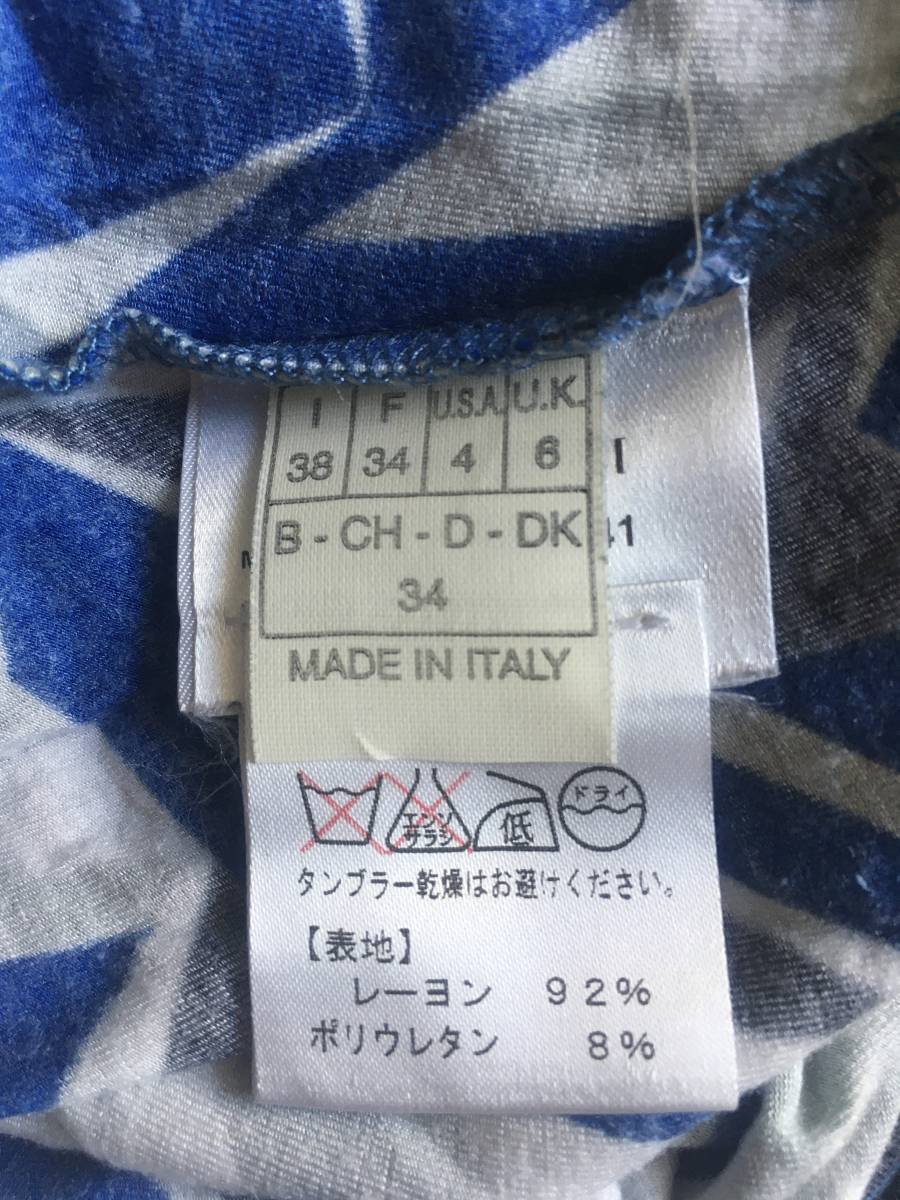 I F U.S.A. U.K.
38 34 4 6
I
B - CH - D - DK
41
34
MADE IN ITALY
エンソ
サラシ
低
ドライ
タンブラー乾燥はお避けください。
【表地】
レーヨン 92%
ポリウレタン 8%